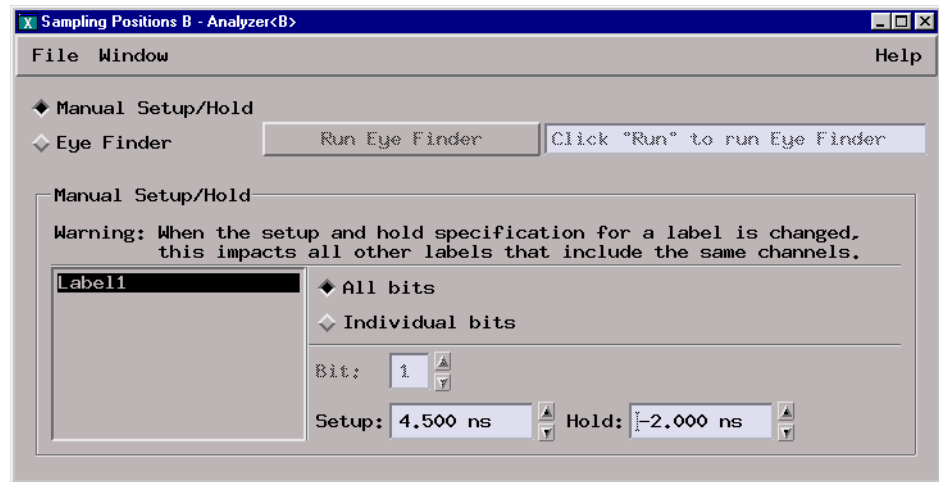 Sampling Positions B - Analyzer<B>
File Window Help
Manual Setup/Hold
Eye Finder Run Eye Finder Click "Run" to run Eye Finder
Manual Setup/Hold
Warning: When the setup and hold specification for a label is changed,
this impacts all other labels that include the same channels.
Label1
All bits
Individual bits
Bit: 1
Setup: 4.500 ns Hold: -2.000 ns